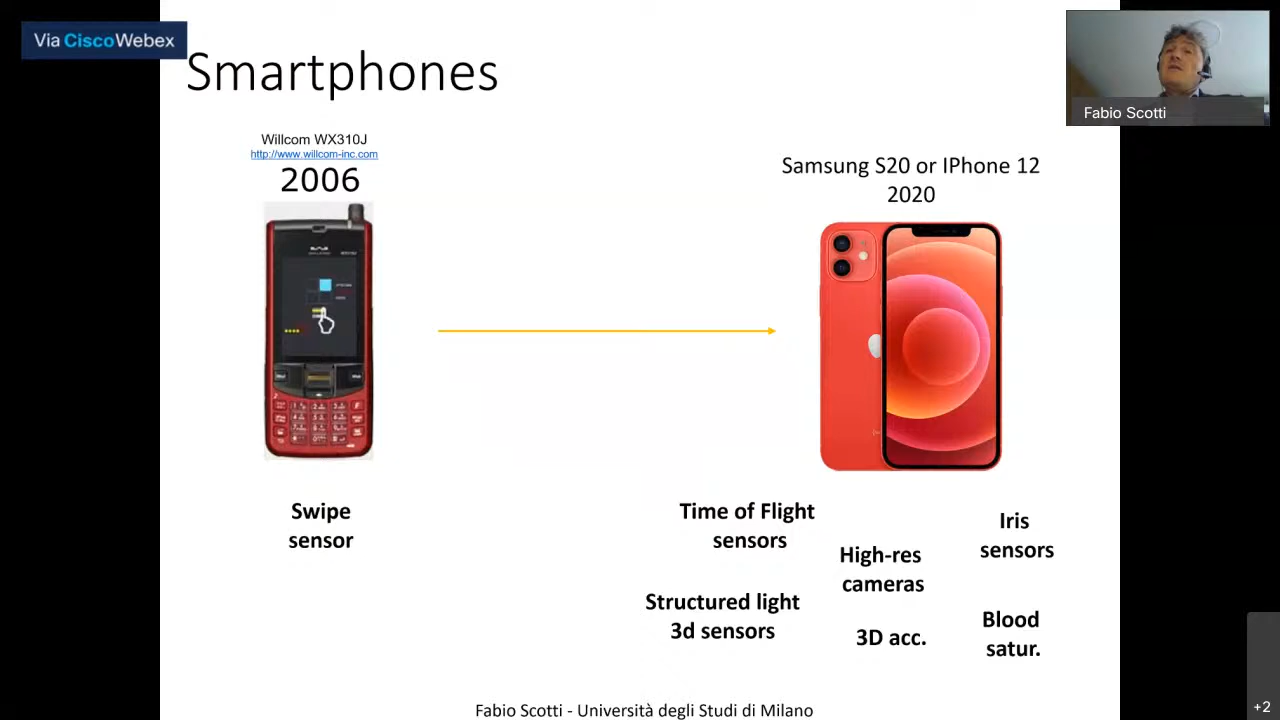 Via Cisco Webex
Smartphones
Fabio Scotti
Willcom WX310J
http://www.willcom-inc.com
2006
Samsung S20 or IPhone 12
2020
Swipe
sensor
Time of Flight
sensors
High-res
cameras
Iris
sensors
Structured light
3d sensors
3D acc.
Blood
satur.
Fabio Scotti - Università degli Studi di Milano
+2